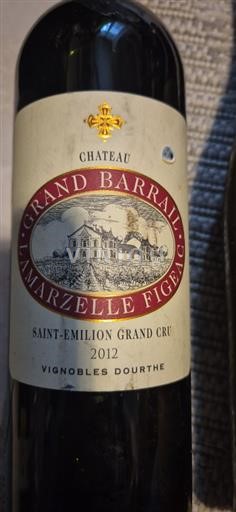 CHATEAU
GRAND BARRAIL
LAMARZELLE FIGEAC
SAINT-EMILION GRAND CRU
2012
VIGNOBLES DOURTHE